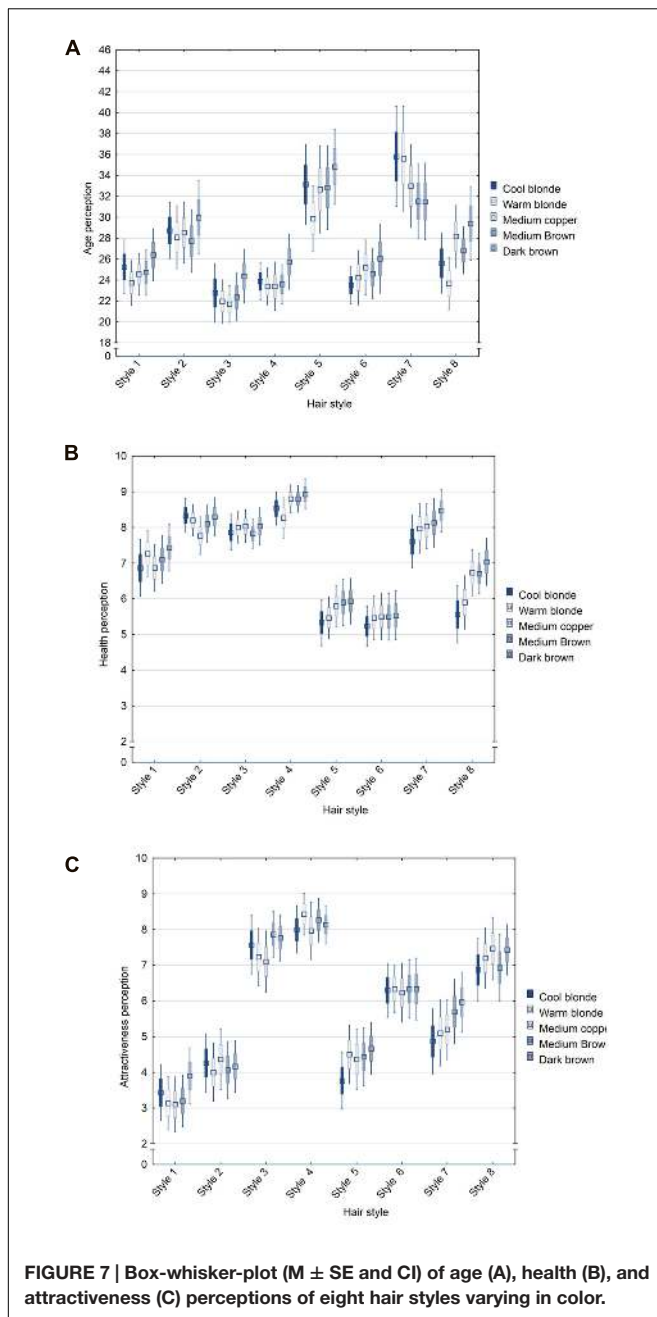 A
46
44
42
40
38
36
34
32
30
28
26
24
22
20
18
0
Age perception
Style 1 Style 2 Style 3 Style 4 Style 5 Style 6 Style 7 Style 8
Hair style
Cool blonde
Warm blonde
Medium copper
Medium Brown
Dark brown
B
10
9
8
7
6
5
4
3
2
0
Health perception
Style 1 Style 2 Style 3 Style 4 Style 5 Style 6 Style 7 Style 8
Hair style
Cool blonde
Warm blonde
Medium copper
Medium Brown
Dark brown
C
10
9
8
7
6
5
4
3
2
0
Attractiveness perception
Style 1 Style 2 Style 3 Style 4 Style 5 Style 6 Style 7 Style 8
Hair style
Cool blonde
Warm blonde
Medium coppe
Medium Brow
Dark brown
FIGURE 7 | Box-whisker-plot (M ± SE and CI) of age (A), health (B), and
attractiveness (C) perceptions of eight hair styles varying in color.